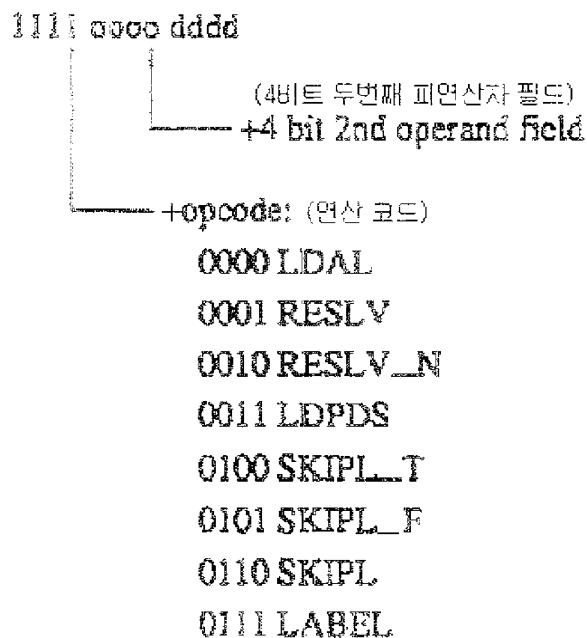 1111 oooo dddd
(4비트 두번째 피연산자 필드)
+4 bit 2nd operand field
+opcode: (연산 코드)
0000 LDAL
0001 RESLV
0010 RESLV_N
0011 LDPDS
0100 SKIPL_T
0101 SKIPL_F
0110 SKIPL
0111 LABEL